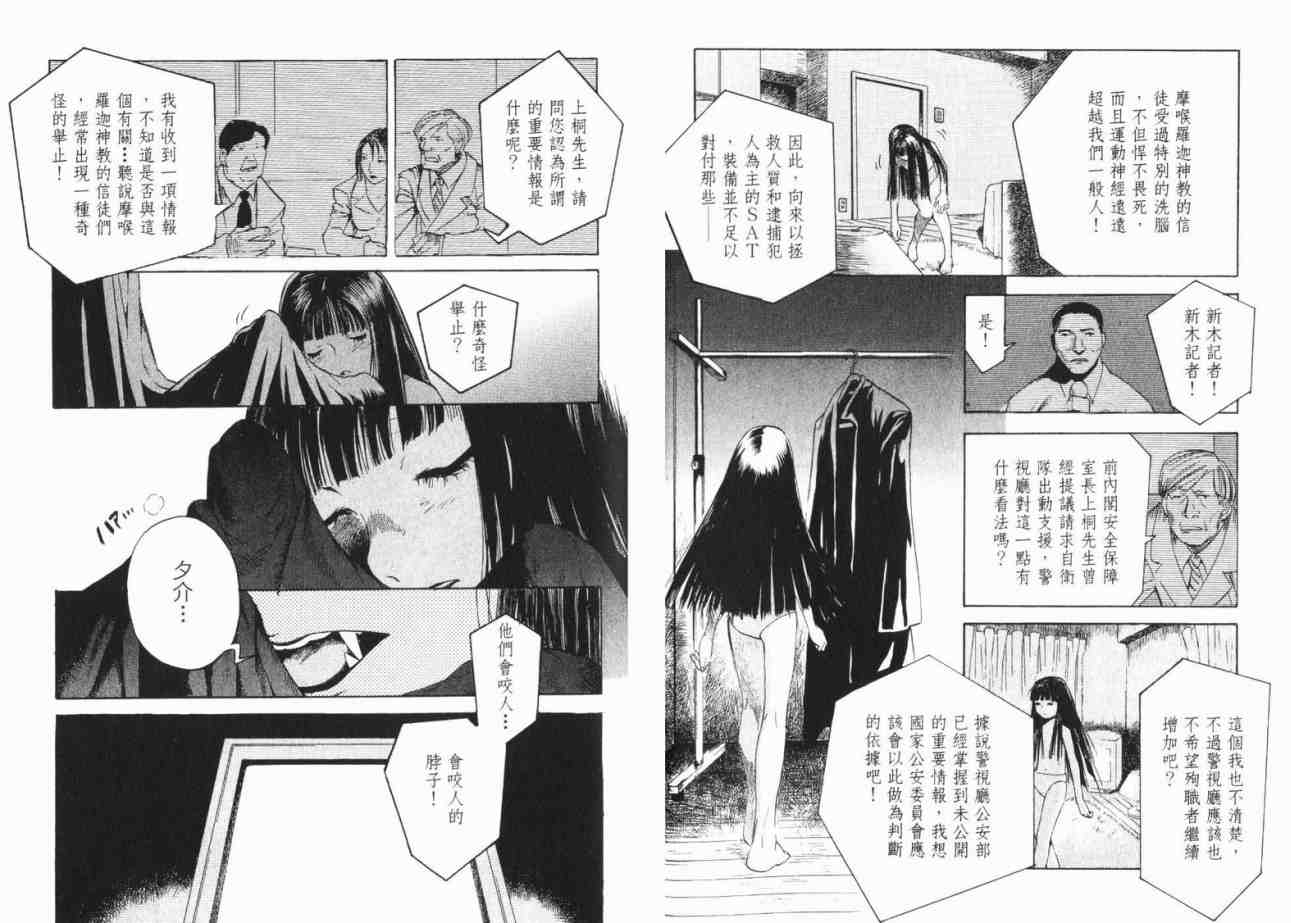 摩喉羅迦神教的信
徒受過特別的洗腦
，不但悍不畏死，
而且運動神經遠遠
超越我們一般人！
因此，向來以拯
救人質和逮捕犯
人為主的SAT
，裝備並不足以
對付那些——
新木記者！
新木記者！
是！
前內閣安全保障
室長上桐先生曾
經提議請求自衛
隊出動支援，警
視廳對這一點有
什麼看法嗎？
這個我也不清楚，
不過警視廳應該也
不希望殉職者繼續
增加吧？
據說警視廳公安部
已經掌握到未公開
的重要情報，我想
國家公安委員會應
該會以此做為判斷
的依據吧！
上桐先生，請
問您認為所謂
的重要情報是
什麼呢？
我有收到一項情報
，不知道是否與這
個有關…聽說摩喉
羅迦神教的信徒們
，經常出現一種奇
怪的舉止！
什麼奇怪
舉止？
ハァ…
夕介…
他們會咬人…
會咬人的
脖子！